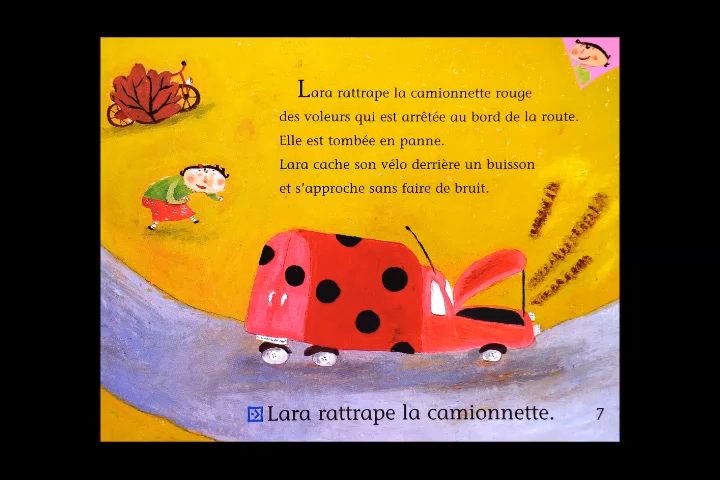 Lara rattrape la camionnette rouge
des voleurs qui est arrêtée au bord de la route.
Elle est tombée en panne.
Lara cache son vélo derrière un buisson
et s'approche sans faire de bruit.
Lara rattrape la camionnette.
7